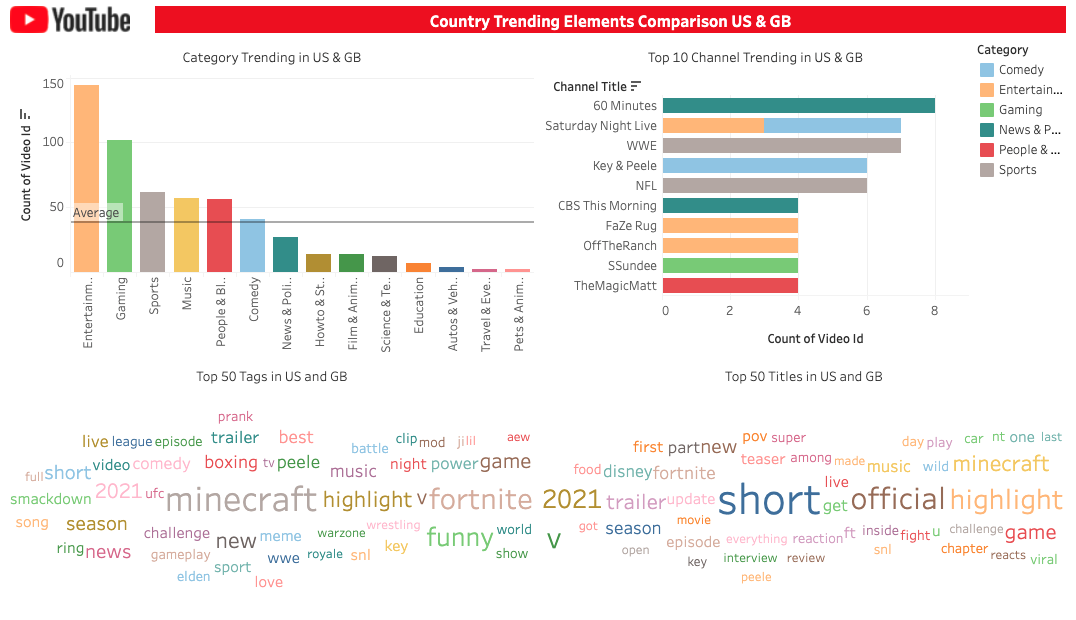 YouTube
Country Trending Elements Comparison US & GB
Category Trending in US & GB
Count of Video Id
150
100
50
0
Average
Entertainm..
Gaming
Sports
Music
People & Bl..
Comedy
News & Poli..
Howto & St..
Film & Anim..
Science & Te..
Education
Autos & Veh..
Travel & Eve..
Pets & Anim..
Top 10 Channel Trending in US & GB
Channel Title
60 Minutes
Saturday Night Live
WWE
Key & Peele
NFL
CBS This Morning
FaZe Rug
OffTheRanch
SSundee
TheMagicMatt
0 2 4 6 8
Count of Video Id
Category
Comedy
Entertain...
Gaming
News & P...
People & ...
Sports
Top 50 Tags in US and GB
prank
live league episode trailer best
battle clip mod jilil aew
full short video comedy boxing tv peele music night power game
smackdown 2021 ufc minecraft highlight v fortnite
song season challenge new meme warzone wrestling funny world
ring news gameplay wwe royale snl key show
elden sport love
Top 50 Titles in US and GB
first part new pov super day play car nt one last
food disney fortnite teaser among made music wild minecraft
2021 trailer update short live get official highlight
v got season movie everything reaction ft inside fight u challenge game
open episode key interview review snl chapter reacts viral
peele